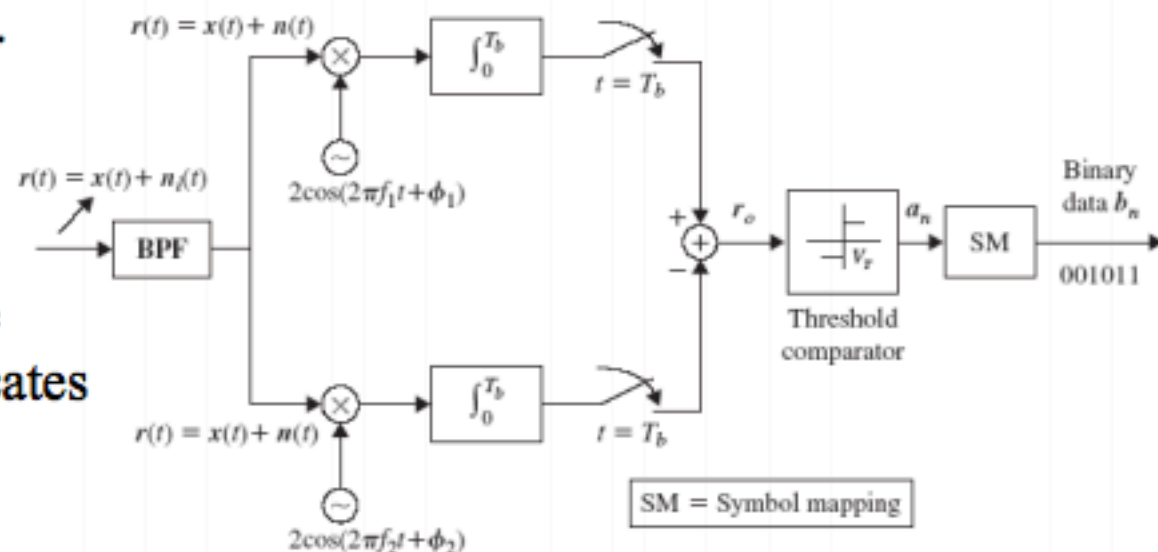 r(t) = x(t) + n(t)
∫₀^{T_b}
t = T_b
2cos(2πf₁t+ϕ₁)
r(t) = x(t) + n_i(t)
BPF
+
r_o
−
V_T
a_n
SM
Binary
data b_n
001011
Threshold
comparator
cates
r(t) = x(t) + n(t)
∫₀^{T_b}
t = T_b
2cos(2πf₂t+ϕ₂)
SM = Symbol mapping